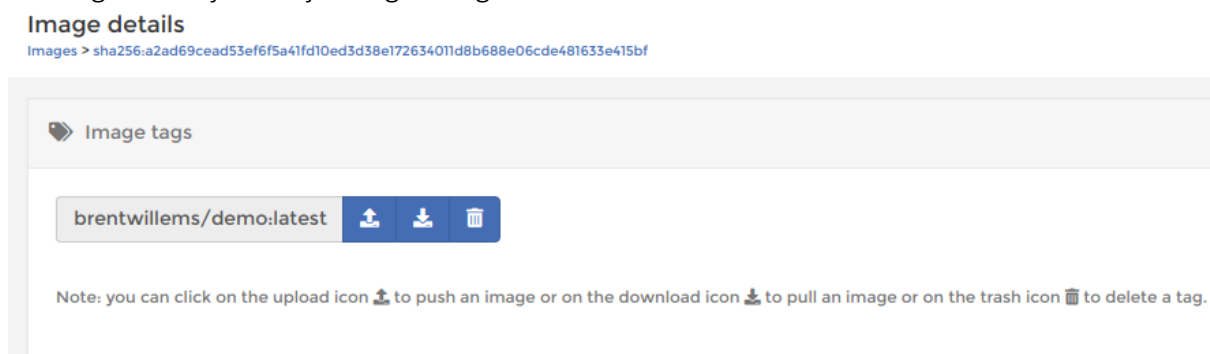 Image details
Images > sha256:a2ad69cead53ef6f5a41fd10ed3d38e172634011d8b688e06cde481633e415bf
Image tags
brentwillems/demo:latest
Note: you can click on the upload icon to push an image or on the download icon to pull an image or on the trash icon to delete a tag.